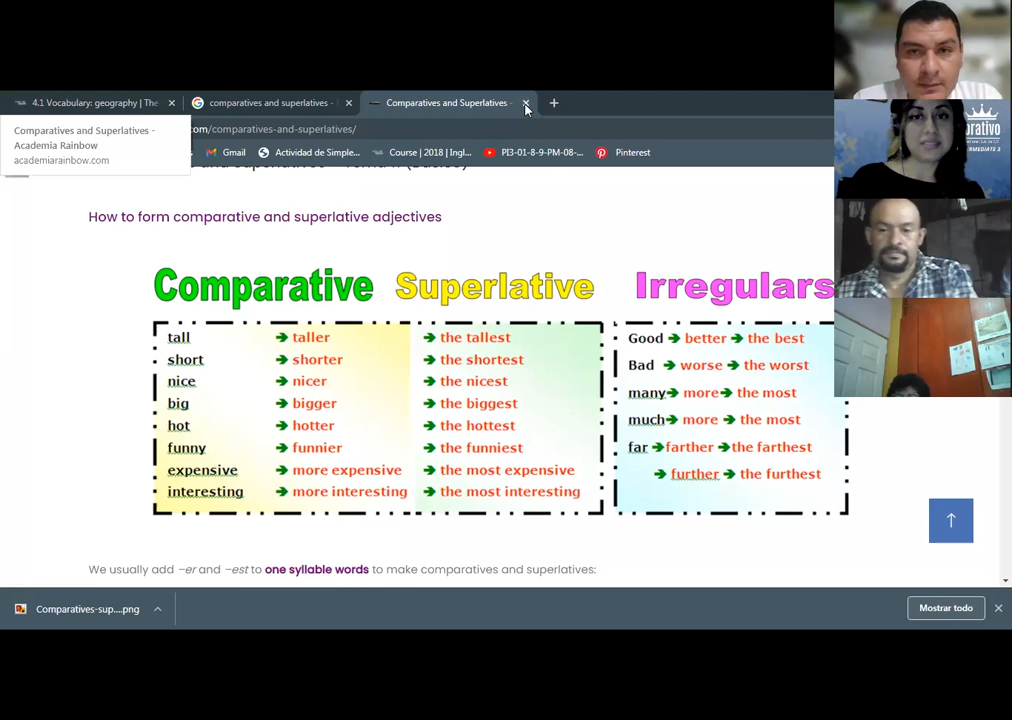 4.1 Vocabulary: geography | The
comparatives and superlatives -
Comparatives and Superlatives -
Comparatives and Superlatives -
Academia Rainbow
academiarainbow.com
.com/comparatives-and-superlatives/
Gmail
Actividad de Simple...
Course | 2018 | Ingl...
PI3-01-8-9-PM-08-...
Pinterest
How to form comparative and superlative adjectives
Comparative Superlative Irregulars
tall taller the tallest
short shorter the shortest
nice nicer the nicest
big bigger the biggest
hot hotter the hottest
funny funnier the funniest
expensive more expensive the most expensive
interesting more interesting the most interesting
Good better the best
Bad worse the worst
many more the most
much more the most
far farther the farthest
further the furthest
We usually add –er and –est to one syllable words to make comparatives and superlatives:
Comparatives-sup....png
Mostrar todo
orativo